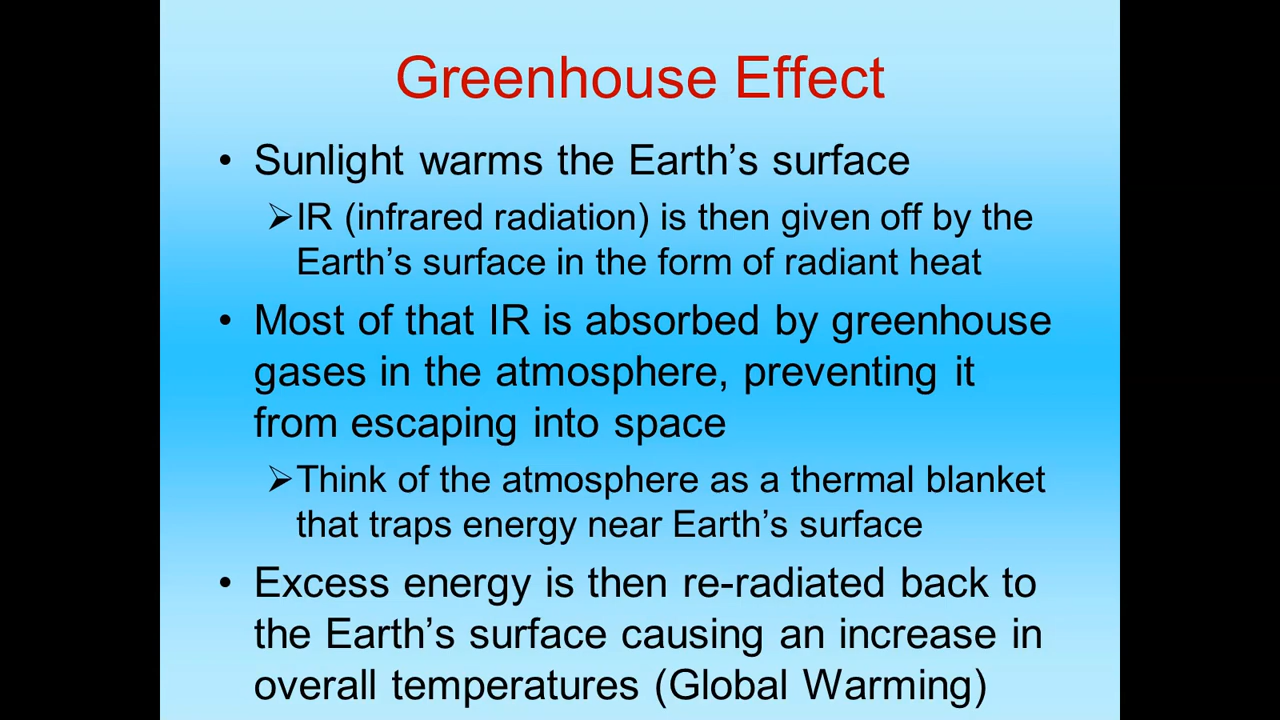 Greenhouse Effect
• Sunlight warms the Earth’s surface
➢IR (infrared radiation) is then given off by the
Earth’s surface in the form of radiant heat
• Most of that IR is absorbed by greenhouse
gases in the atmosphere, preventing it
from escaping into space
➢Think of the atmosphere as a thermal blanket
that traps energy near Earth’s surface
• Excess energy is then re-radiated back to
the Earth’s surface causing an increase in
overall temperatures (Global Warming)